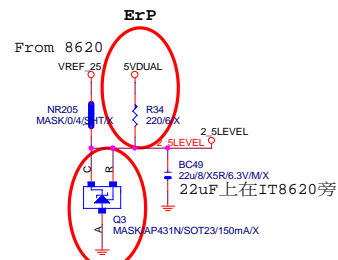 ErP
From 8620
VREF_25
5VDUAL
NR205
MASK/0/4/SHT/X
R34
220/6/X
2_5LEVEL
2_5LEVEL
C
R
BC49
22u/8/X5R/6.3V/M/X
22uF上在IT8620旁
Q3
A
MASK/AP431N/SOT23/150mA/X